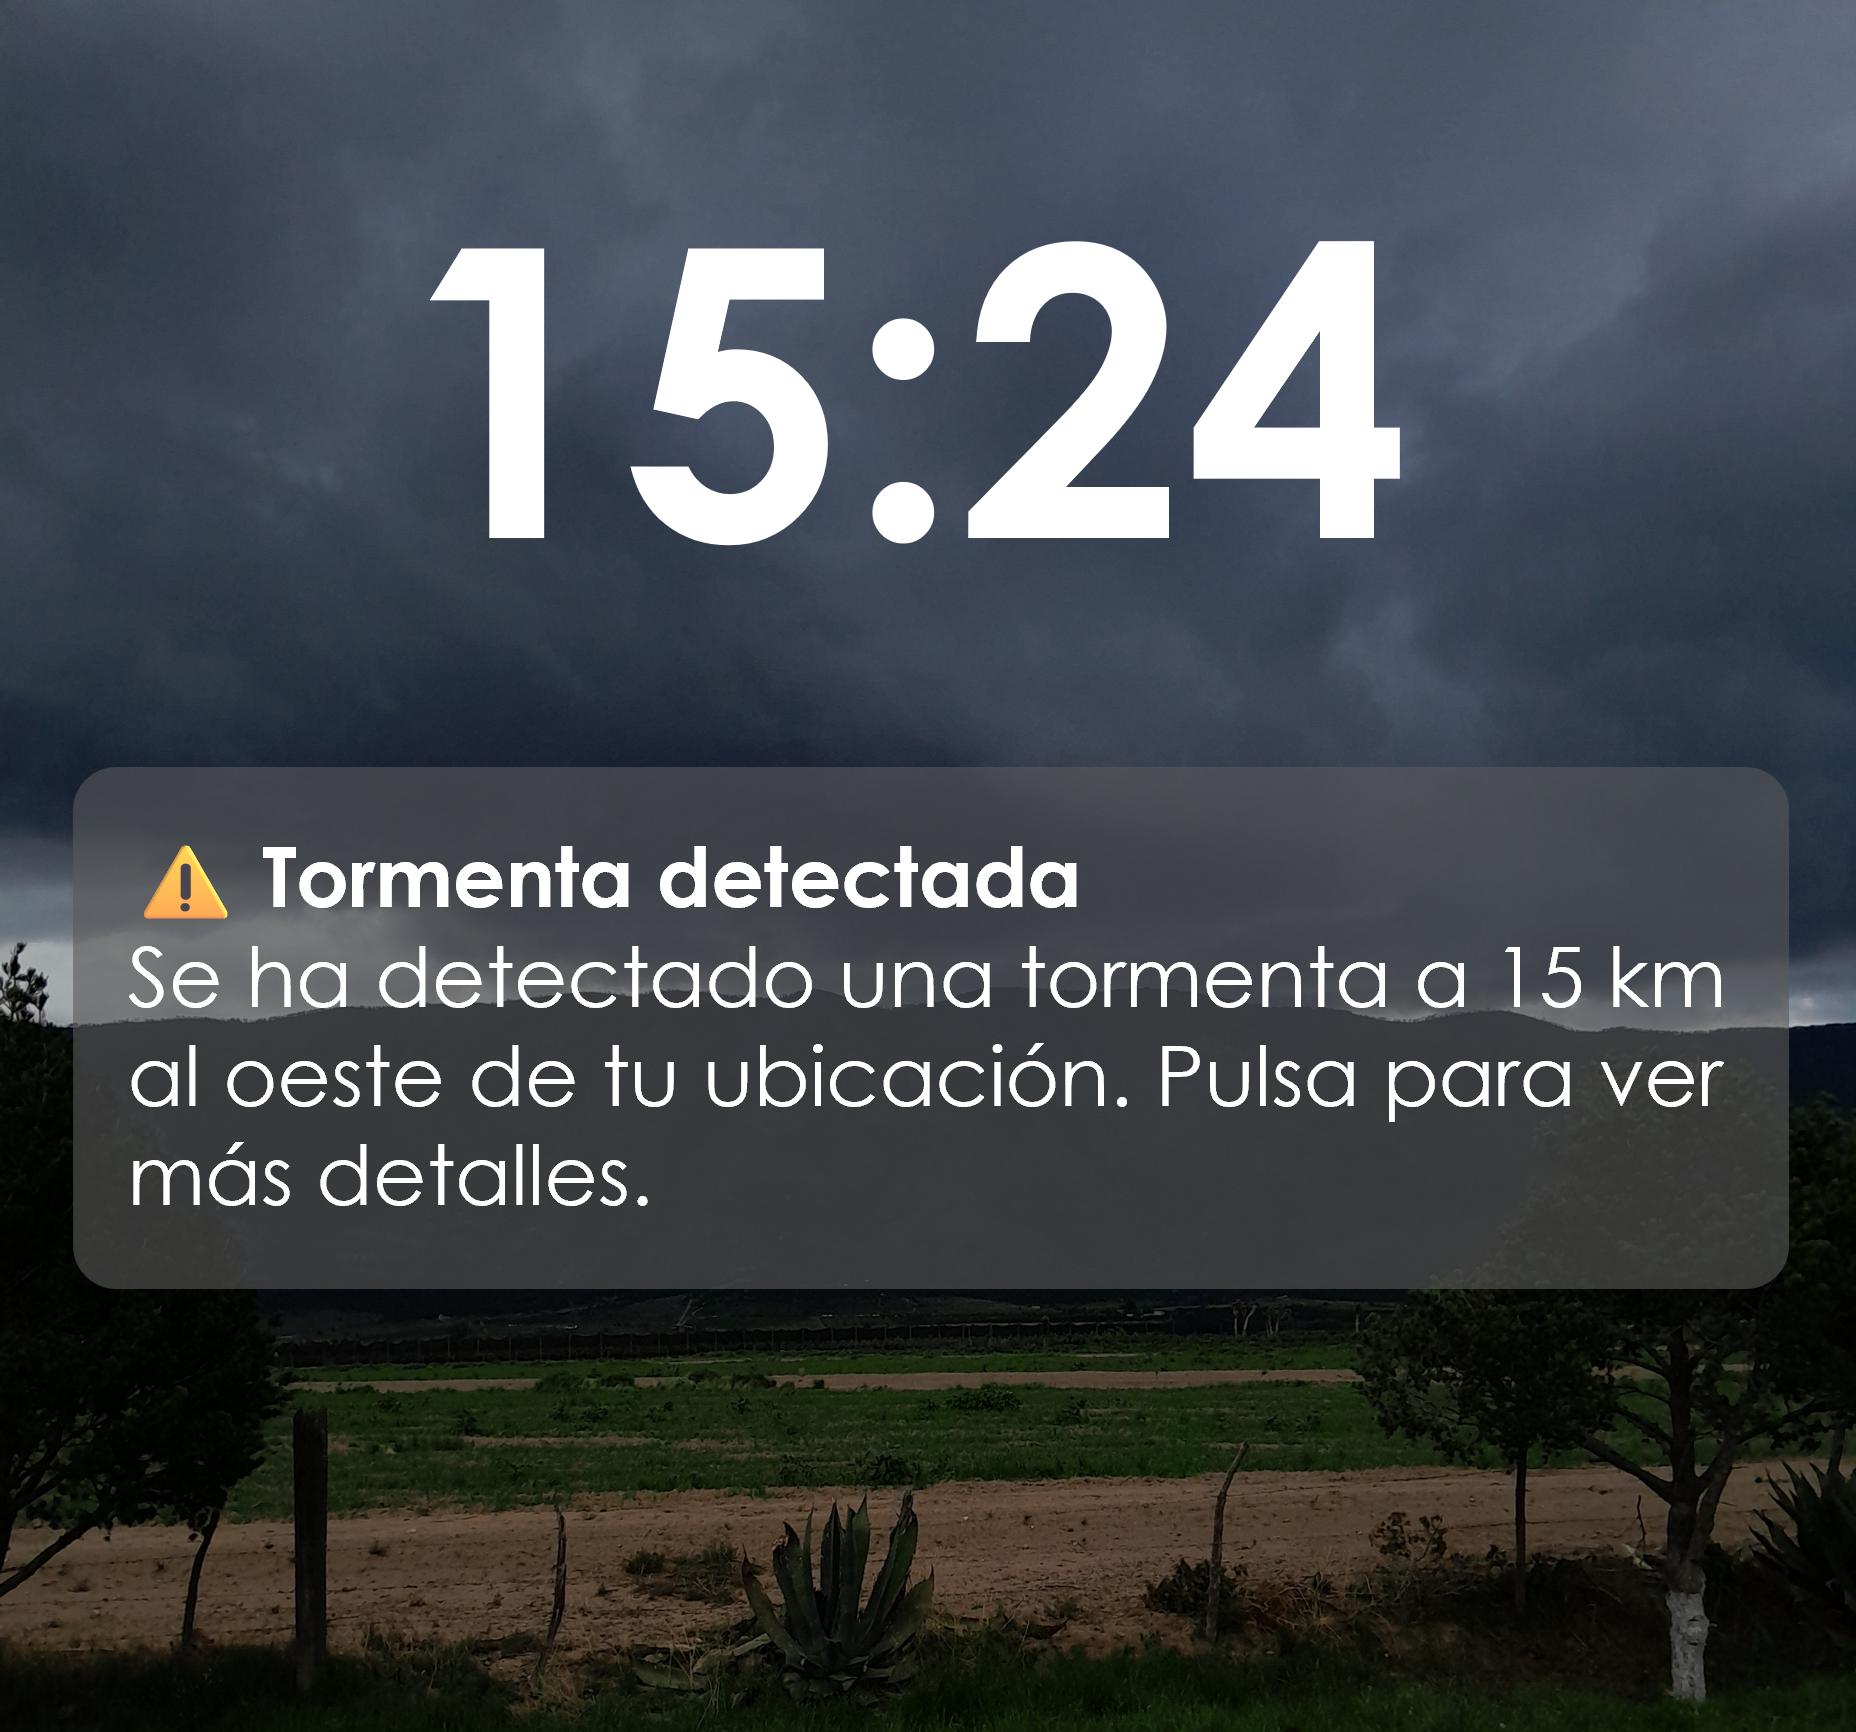 15:24
⚠️ Tormenta detectada
Se ha detectado una tormenta a 15 km
al oeste de tu ubicación. Pulsa para ver
más detalles.